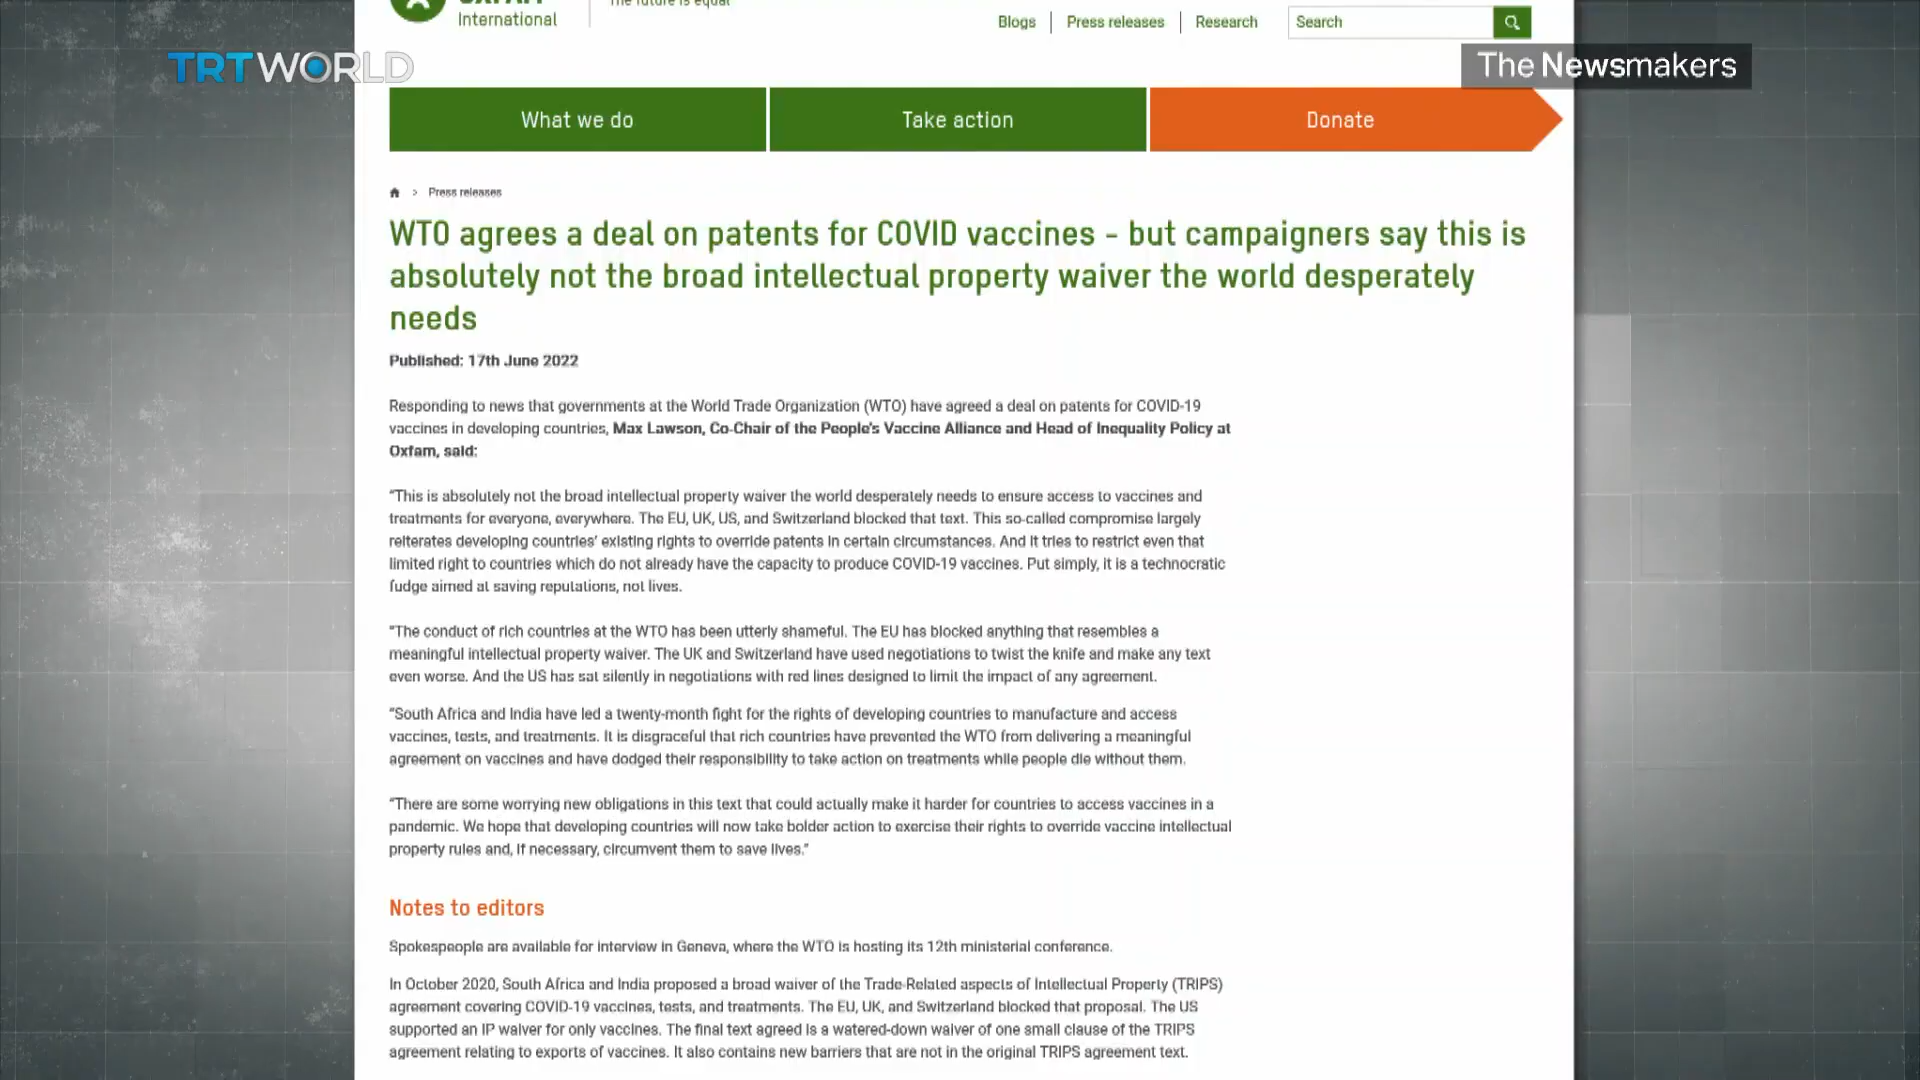 International
The future is equal
Blogs
Press releases
Research
Search
TRT WORLD
The Newsmakers
What we do
Take action
Donate
> Press releases
WTO agrees a deal on patents for COVID vaccines - but campaigners say this is
absolutely not the broad intellectual property waiver the world desperately
needs
Published: 17th June 2022
Responding to news that governments at the World Trade Organization (WTO) have agreed a deal on patents for COVID-19
vaccines in developing countries, Max Lawson, Co-Chair of the People's Vaccine Alliance and Head of Inequality Policy at
Oxfam, said:
“This is absolutely not the broad intellectual property waiver the world desperately needs to ensure access to vaccines and
treatments for everyone, everywhere. The EU, UK, US, and Switzerland blocked that text. This so-called compromise largely
reiterates developing countries’ existing rights to override patents in certain circumstances. And it tries to restrict even that
limited right to countries which do not already have the capacity to produce COVID-19 vaccines. Put simply, it is a technocratic
fudge aimed at saving reputations, not lives.
“The conduct of rich countries at the WTO has been utterly shameful. The EU has blocked anything that resembles a
meaningful intellectual property waiver. The UK and Switzerland have used negotiations to twist the knife and make any text
even worse. And the US has sat silently in negotiations with red lines designed to limit the impact of any agreement.
“South Africa and India have led a twenty-month fight for the rights of developing countries to manufacture and access
vaccines, tests, and treatments. It is disgraceful that rich countries have prevented the WTO from delivering a meaningful
agreement on vaccines and have dodged their responsibility to take action on treatments while people die without them.
“There are some worrying new obligations in this text that could actually make it harder for countries to access vaccines in a
pandemic. We hope that developing countries will now take bolder action to exercise their rights to override vaccine intellectual
property rules and, if necessary, circumvent them to save lives.”
Notes to editors
Spokespeople are available for interview in Geneva, where the WTO is hosting its 12th ministerial conference.
In October 2020, South Africa and India proposed a broad waiver of the Trade-Related aspects of Intellectual Property (TRIPS)
agreement covering COVID-19 vaccines, tests, and treatments. The EU, UK, and Switzerland blocked that proposal. The US
supported an IP waiver for only vaccines. The final text agreed is a watered-down waiver of one small clause of the TRIPS
agreement relating to exports of vaccines. It also contains new barriers that are not in the original TRIPS agreement text.